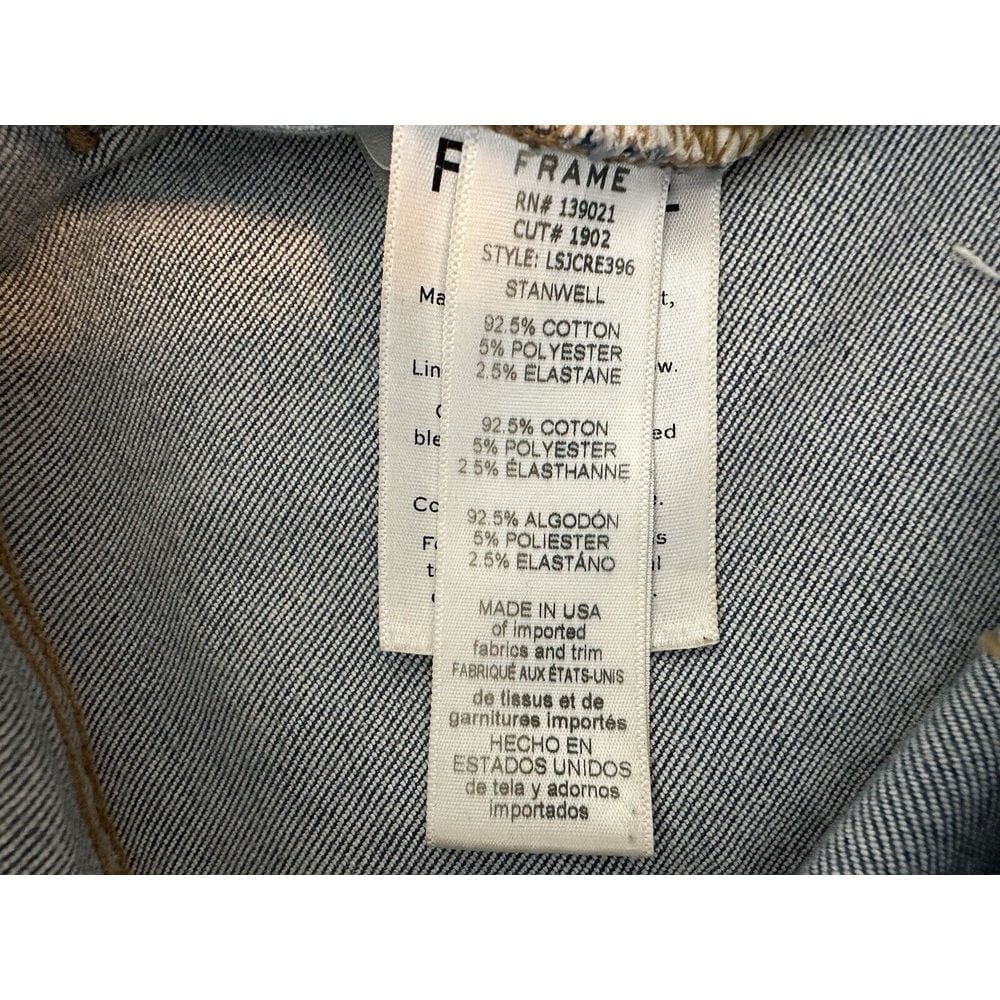 FRAME
RN# 139021
CUT# 1902
STYLE: LSJCRE396
STANWELL
92.5% COTTON
5% POLYESTER
2.5% ELASTANE
92.5% COTON
5% POLYESTER
2.5% ÉLASTHANNE
92.5% ALGODÓN
5% POLIESTER
2.5% ELASTÁNO
MADE IN USA
of imported
fabrics and trim
FABRIQUÉ AUX ÉTATS-UNIS
de tissus et de
garnitures importés
HECHO EN
ESTADOS UNIDOS
de tela y adornos
importados